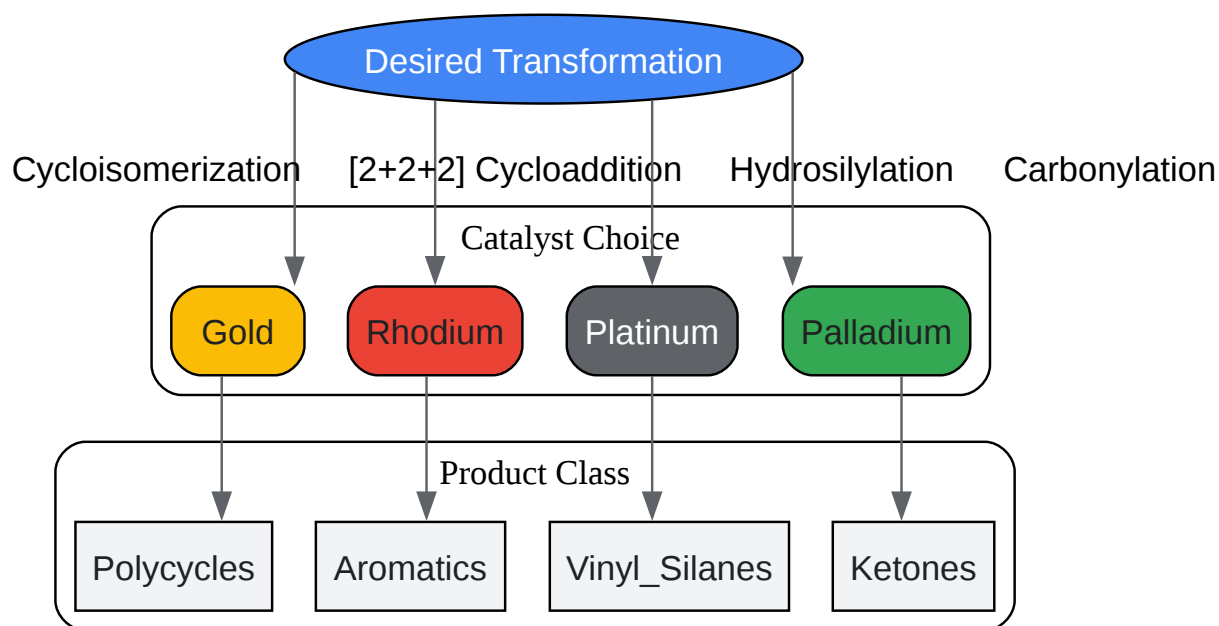 Desired Transformation
Cycloisomerization [2+2+2] Cycloaddition Hydrosilylation Carbonylation
Catalyst Choice
Gold Rhodium Platinum Palladium
Product Class
Polycycles Aromatics Vinyl_Silanes Ketones